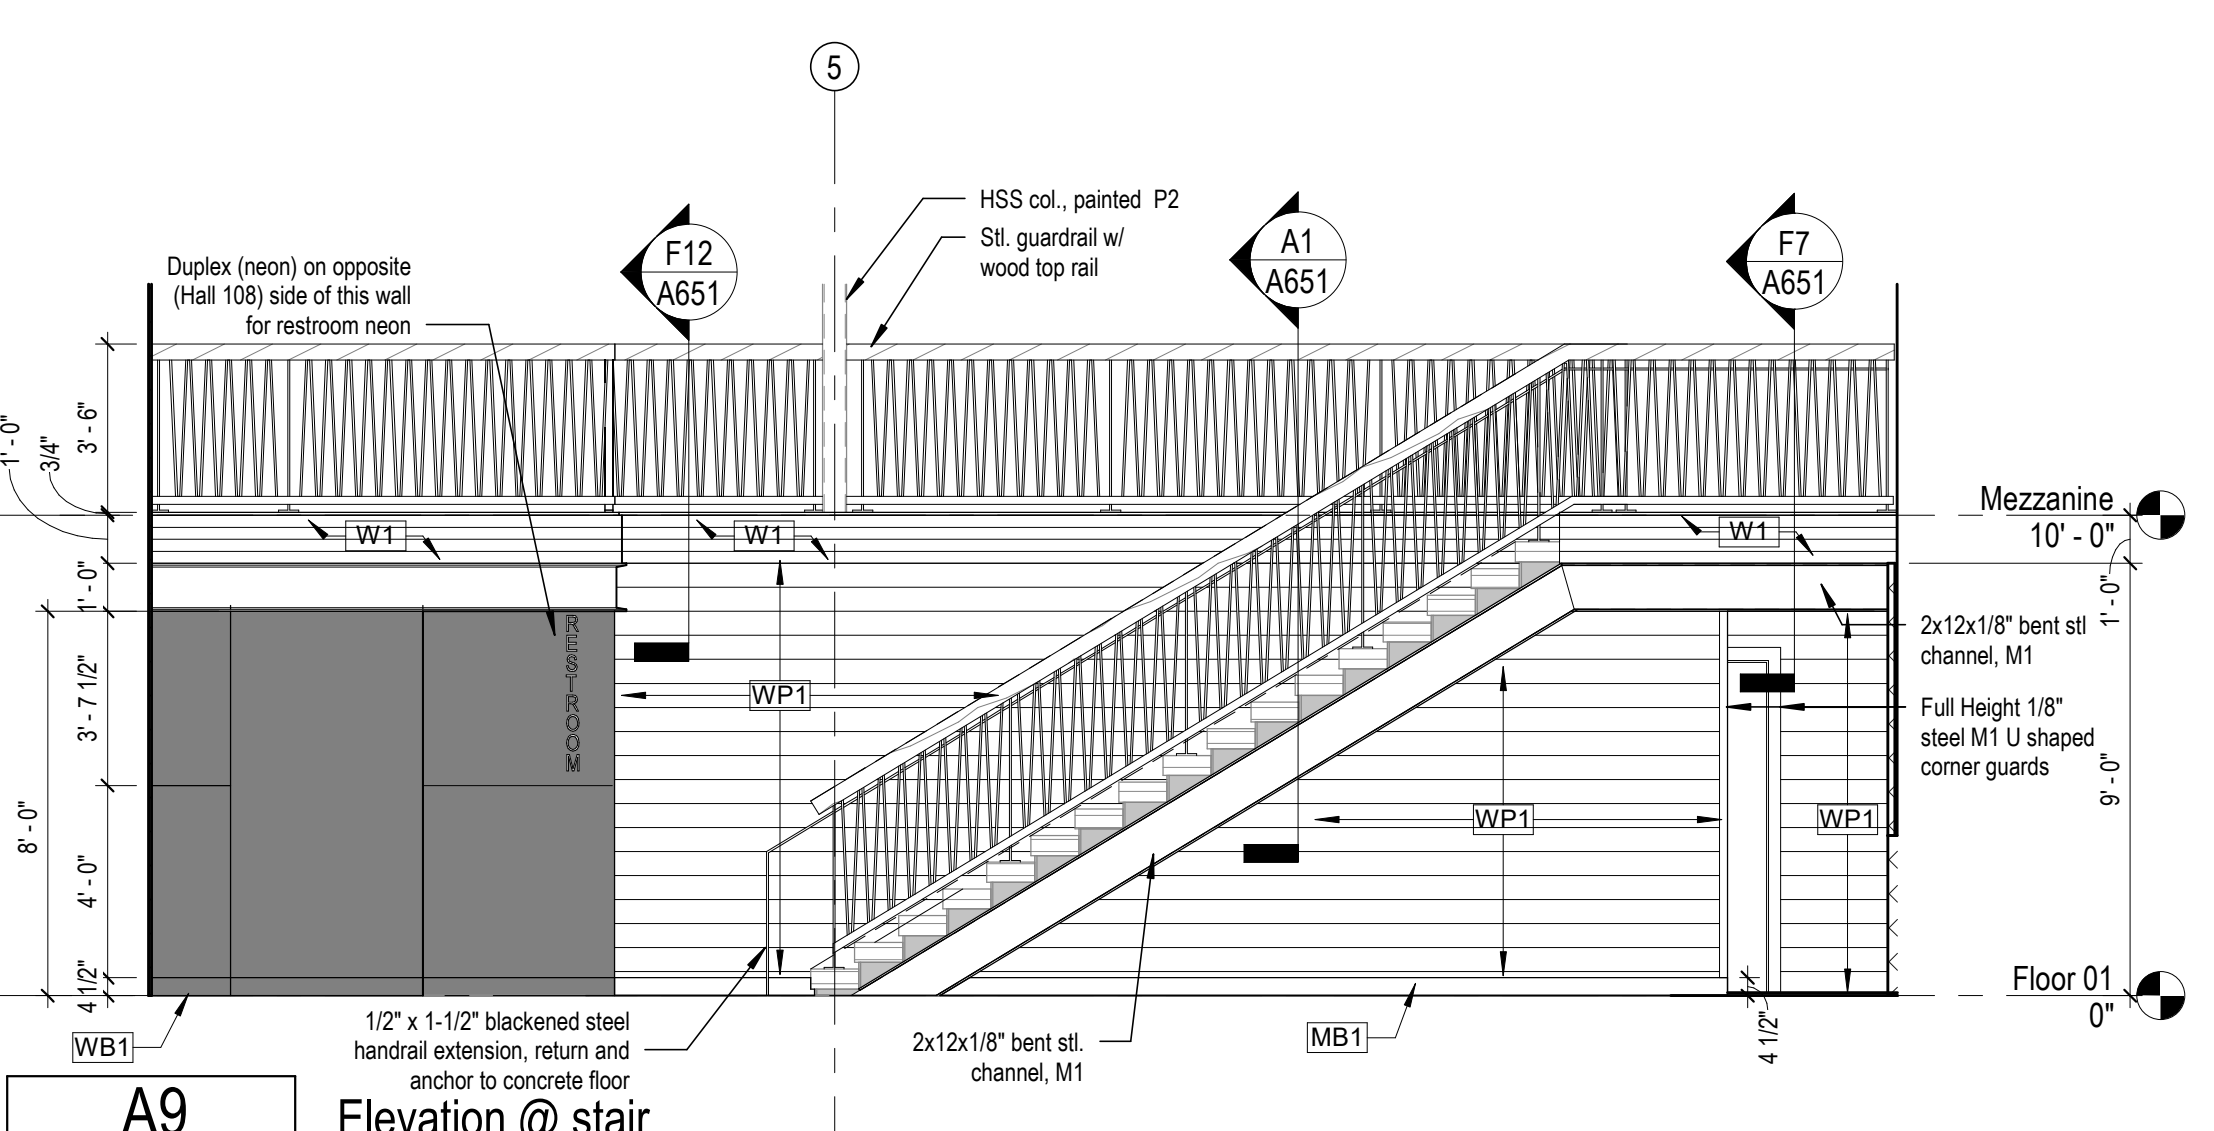 5
HSS col., painted P2
Stl. guardrail w/
wood top rail
F12
A651
A1
A651
F7
A651
Duplex (neon) on opposite
(Hall 108) side of this wall
for restroom neon
3' - 6"
1' - 0"
3/4"
W1
W1
W1
Mezzanine
10' - 0"
1' - 0"
1' - 0"
RESTROOM
2x12x1/8" bent stl
channel, M1
WP1
3' - 7 1/2"
Full Height 1/8"
steel M1 U shaped
corner guards
9' - 0"
8' - 0"
WP1
WP1
4' - 0"
4 1/2"
Floor 01
0"
1/2" x 1-1/2" blackened steel
handrail extension, return and
anchor to concrete floor
WB1
2x12x1/8" bent stl.
channel, M1
MB1
4 1/2"
A9
Elevation @ stair